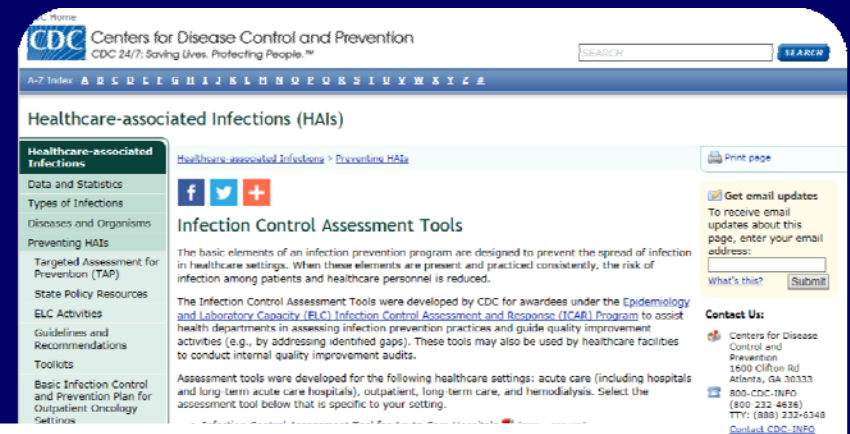 CDC Home
CDC Centers for Disease Control and Prevention
CDC 24/7: Saving Lives. Protecting People.™
SEARCH
SEARCH
A-Z Index A B C D E F G H I J K L M N O P Q R S T U V W X Y Z #
Healthcare-associated Infections (HAIs)
Healthcare-associated
Infections
Data and Statistics
Types of Infections
Diseases and Organisms
Preventing HAIs
Targeted Assessment for
Prevention (TAP)
State Policy Resources
ELC Activities
Guidelines and
Recommendations
Toolkits
Basic Infection Control
and Prevention Plan for
Outpatient Oncology
Settings
Healthcare-associated Infections > Preventing HAIs
Infection Control Assessment Tools
The basic elements of an infection prevention program are designed to prevent the spread of infection
in healthcare settings. When these elements are present and practiced consistently, the risk of
infection among patients and healthcare personnel is reduced.
The Infection Control Assessment Tools were developed by CDC for awardees under the Epidemiology
and Laboratory Capacity (ELC) Infection Control Assessment and Response (ICAR) Program to assist
health departments in assessing infection prevention practices and guide quality improvement
activities (e.g., by addressing identified gaps). These tools may also be used by healthcare facilities
to conduct internal quality improvement audits.
Assessment tools were developed for the following healthcare settings: acute care (including hospitals
and long-term acute care hospitals), outpatient, long-term care, and hemodialysis. Select the
assessment tool below that is specific to your setting.
Infection Control Assessment Tool for Acute Care Hospitals
Print page
Get email updates
To receive email
updates about this
page, enter your email
address:
What's this? Submit
Contact Us:
Centers for Disease
Control and
Prevention
1600 Clifton Rd
Atlanta, GA 30333
800-CDC-INFO
(800-232-4636)
TTY: (888) 232-6348
Contact CDC-INFO